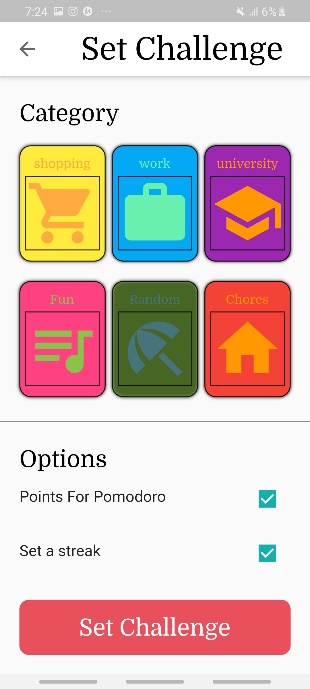 7:24 6%
Set Challenge
Category
shopping work university
Fun Random Chores
Options
Points For Pomodoro
Set a streak
Set Challenge